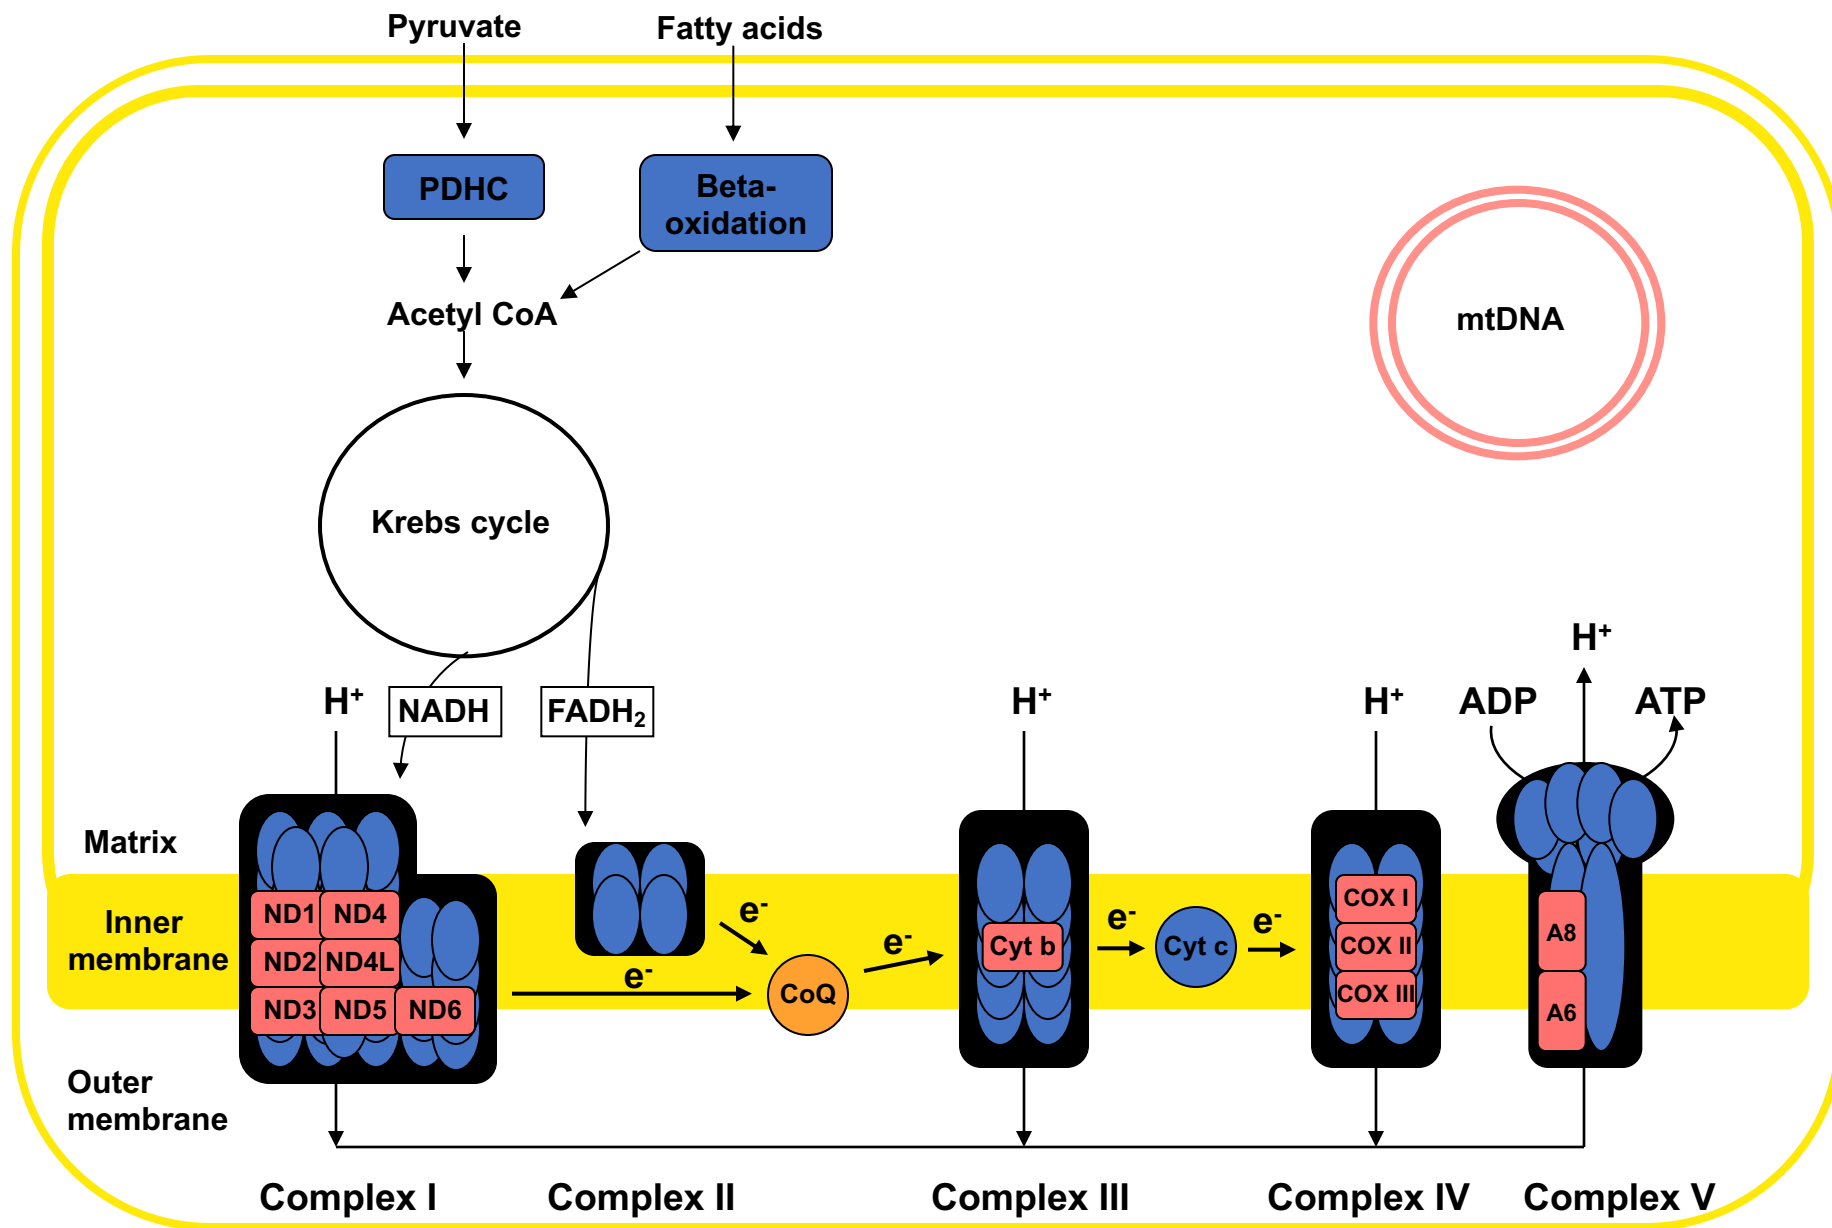 Pyruvate
Fatty acids
PDHC
Beta-
oxidation
Acetyl CoA
mtDNA
Krebs cycle
H⁺
NADH
FADH₂
H⁺
H⁺
ADP
H⁺
ATP
Matrix
Inner
membrane
Outer
membrane
ND1
ND4
ND2
ND4L
ND3
ND5
ND6
e⁻
e⁻
CoQ
e⁻
Cyt b
e⁻
Cyt c
e⁻
COX I
COX II
COX III
A8
A6
Complex I
Complex II
Complex III
Complex IV
Complex V